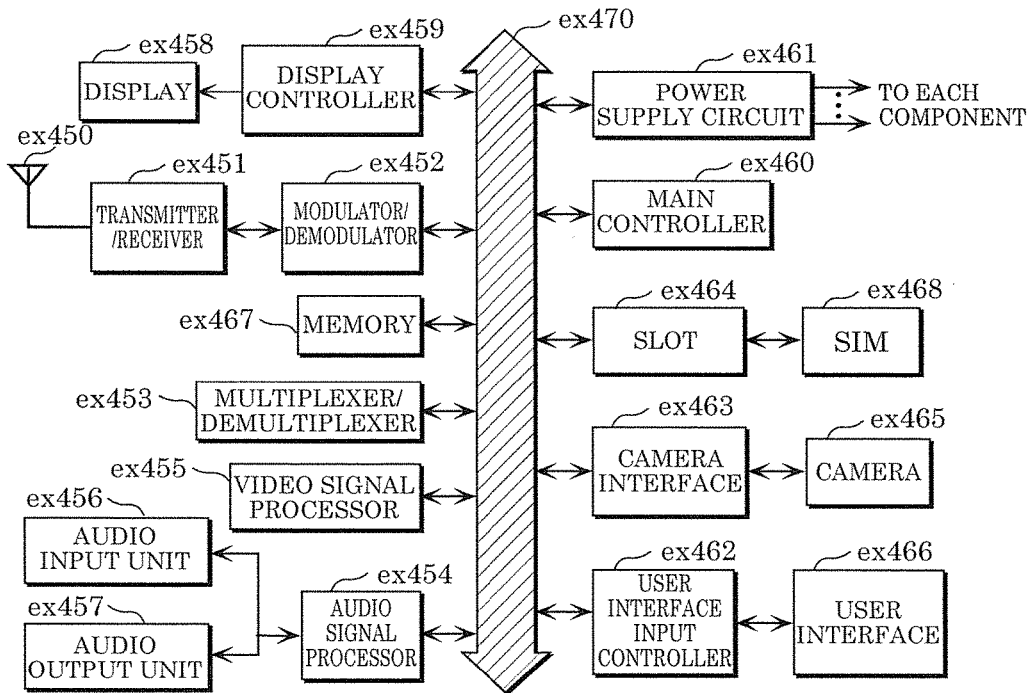 ex470
ex459
ex458
DISPLAY
DISPLAY
CONTROLLER
ex461
POWER
SUPPLY CIRCUIT
TO EACH
COMPONENT
ex450
ex451
TRANSMITTER
/RECEIVER
ex452
MODULATOR/
DEMODULATOR
ex460
MAIN
CONTROLLER
ex467
MEMORY
ex464
SLOT
ex468
SIM
ex453
MULTIPLEXER/
DEMULTIPLEXER
ex463
CAMERA
INTERFACE
ex465
CAMERA
ex455
VIDEO SIGNAL
PROCESSOR
ex456
AUDIO
INPUT UNIT
ex457
AUDIO
OUTPUT UNIT
ex454
AUDIO
SIGNAL
PROCESSOR
ex462
USER
INTERFACE
INPUT
CONTROLLER
ex466
USER
INTERFACE